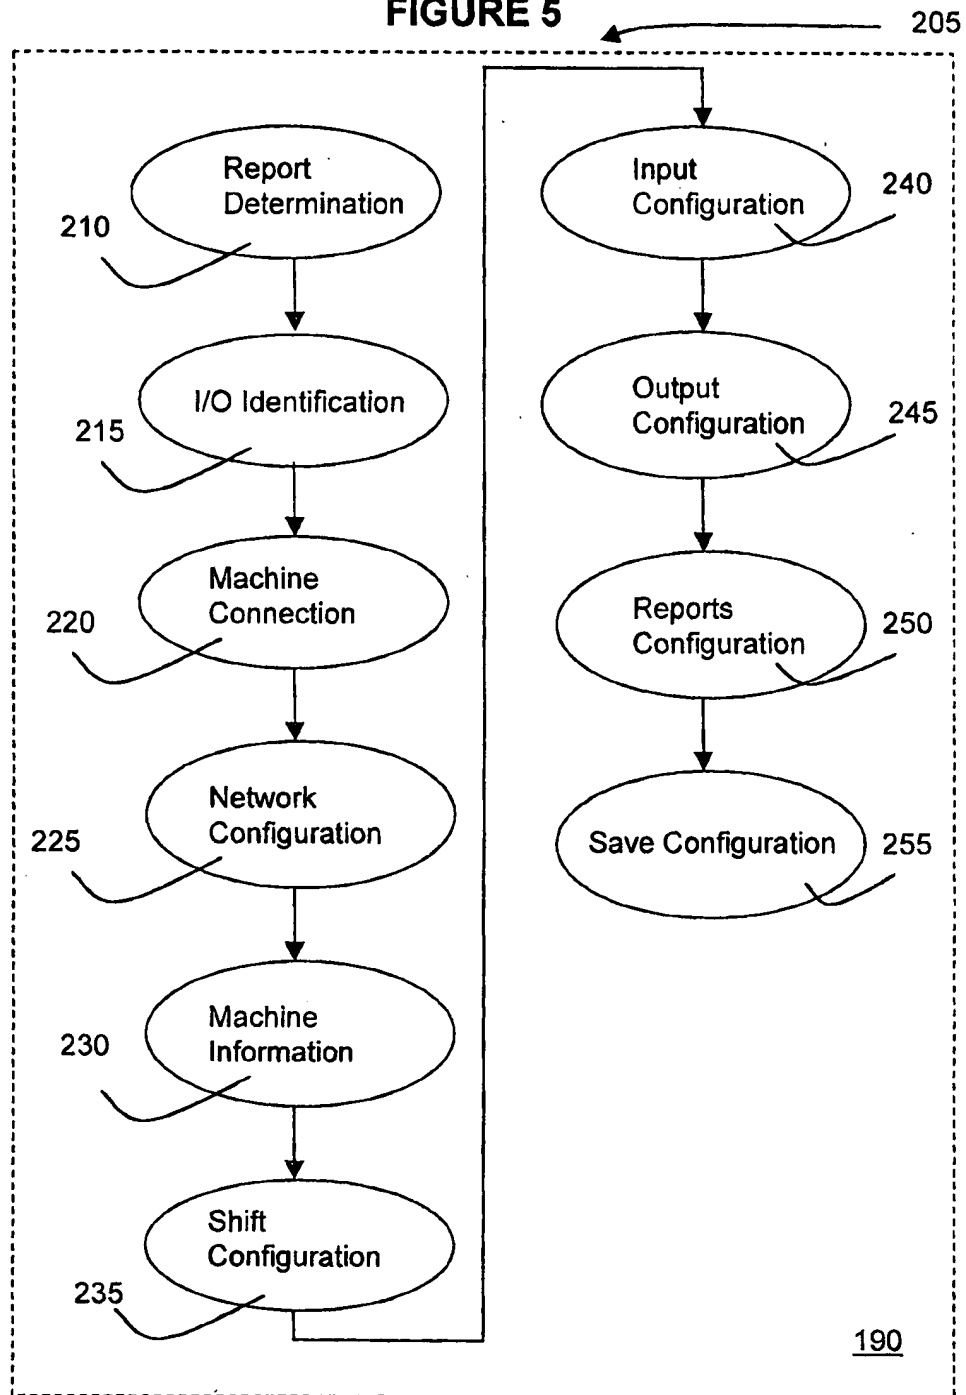 FIGURE 5
205
Report
Determination
210
I/O Identification
215
Machine
Connection
220
Network
Configuration
225
Machine
Information
230
Shift
Configuration
235
Input
Configuration
240
Output
Configuration
245
Reports
Configuration
250
Save Configuration
255
190